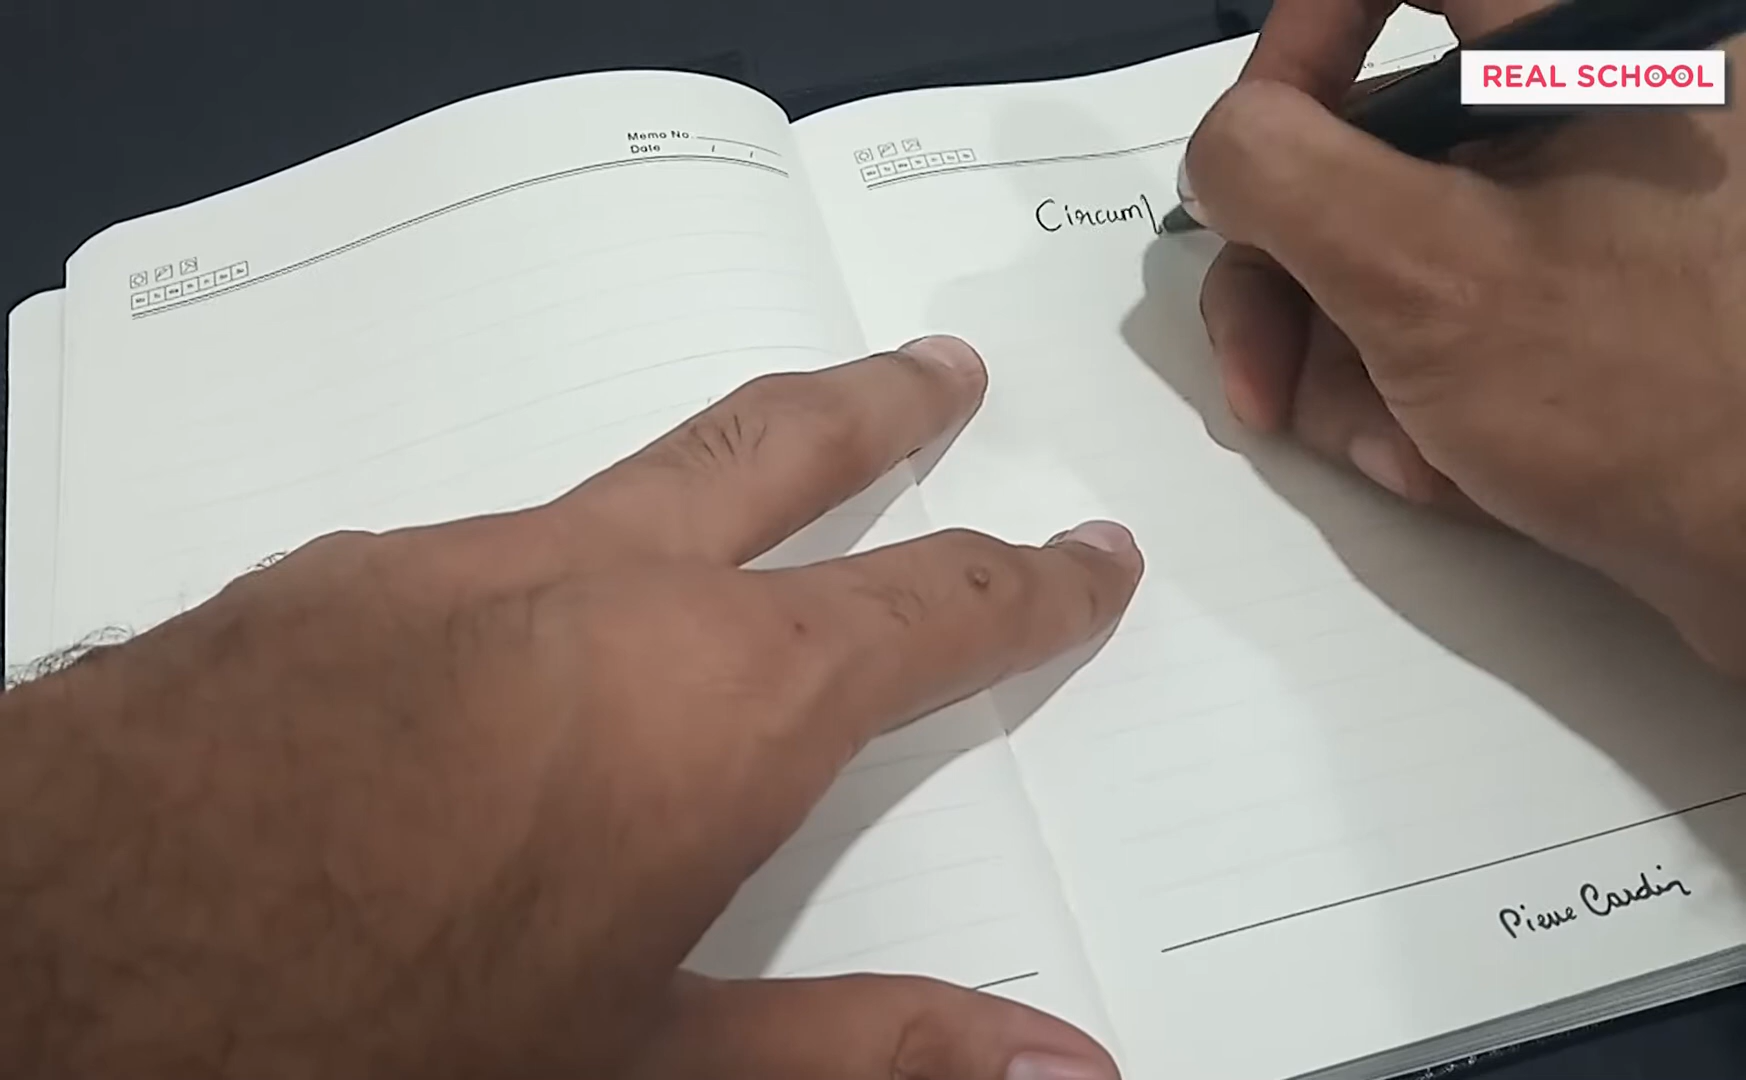 REAL SCHOOL
Memo No.
Date / /
Circum
Pierre Cardin